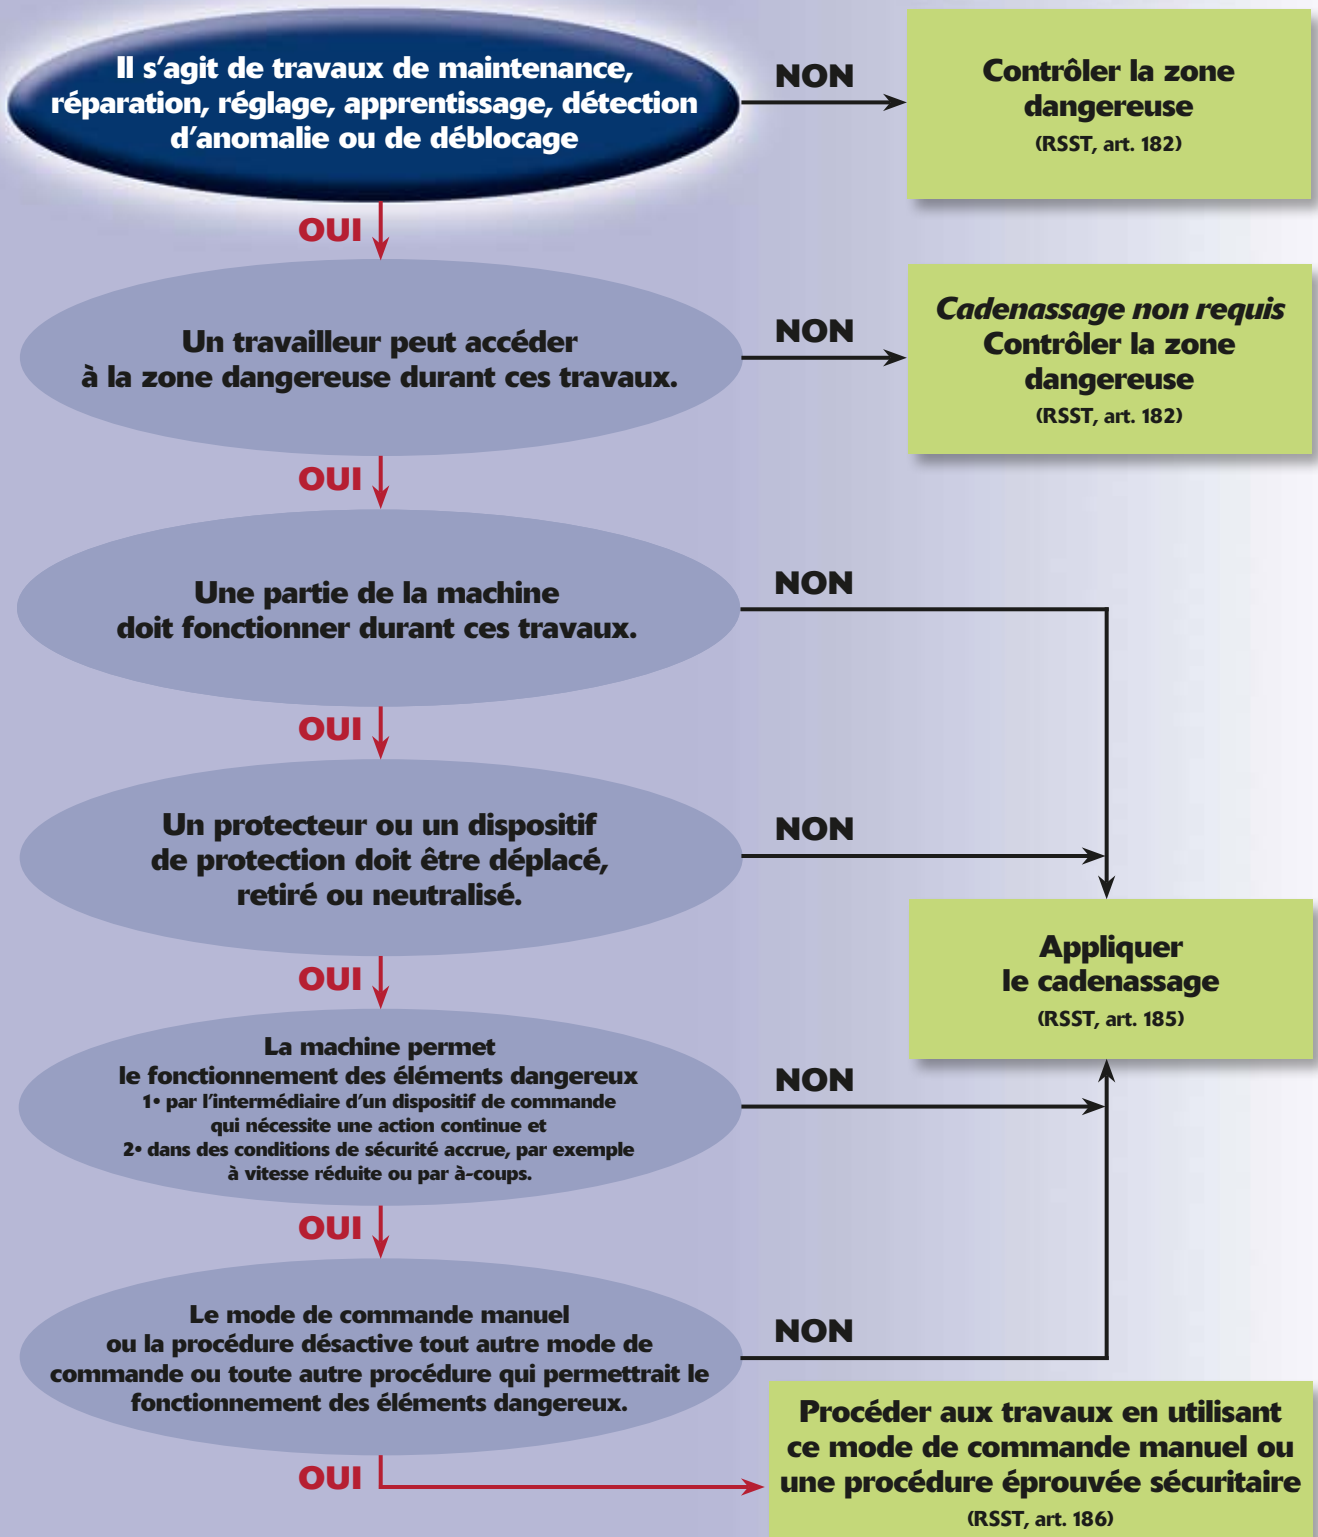 Il s’agit de travaux de maintenance,
réparation, réglage, apprentissage, détection
d’anomalie ou de déblocage
NON
Contrôler la zone
dangereuse
(RSST, art. 182)
OUI
Un travailleur peut accéder
à la zone dangereuse durant ces travaux.
NON
Cadenassage non requis
Contrôler la zone
dangereuse
(RSST, art. 182)
OUI
Une partie de la machine
doit fonctionner durant ces travaux.
NON
OUI
Un protecteur ou un dispositif
de protection doit être déplacé,
retiré ou neutralisé.
NON
Appliquer
le cadenassage
(RSST, art. 185)
OUI
La machine permet
le fonctionnement des éléments dangereux
1• par l’intermédiaire d’un dispositif de commande
qui nécessite une action continue et
2• dans des conditions de sécurité accrue, par exemple
à vitesse réduite ou par à-coups.
NON
OUI
Le mode de commande manuel
ou la procédure désactive tout autre mode de
commande ou toute autre procédure qui permettrait le
fonctionnement des éléments dangereux.
NON
OUI
Procéder aux travaux en utilisant
ce mode de commande manuel ou
une procédure éprouvée sécuritaire
(RSST, art. 186)